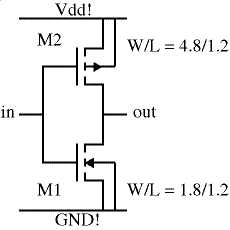 Vdd!
M2
W/L = 4.8/1.2
in
out
M1
W/L = 1.8/1.2
GND!